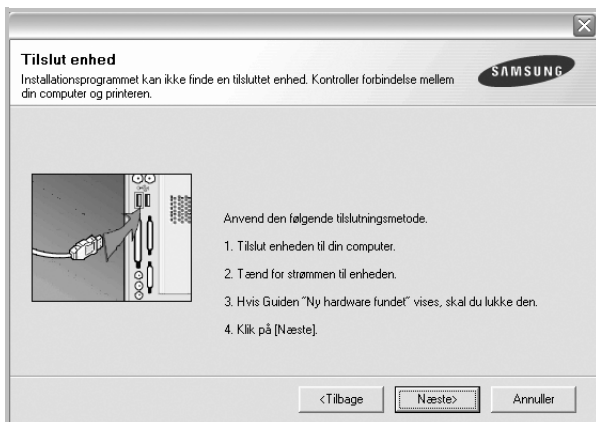 Tilslut enhed
Installationsprogrammet kan ikke finde en tilsluttet enhed. Kontroller forbindelse mellem
din computer og printeren.
SAMSUNG
Anvend den følgende tilslutningsmetode.
1. Tilslut enheden til din computer.
2. Tænd for strømmen til enheden.
3. Hvis Guiden "Ny hardware fundet" vises, skal du lukke den.
4. Klik på [Næste].
<Tilbage
Næste>
Annuller